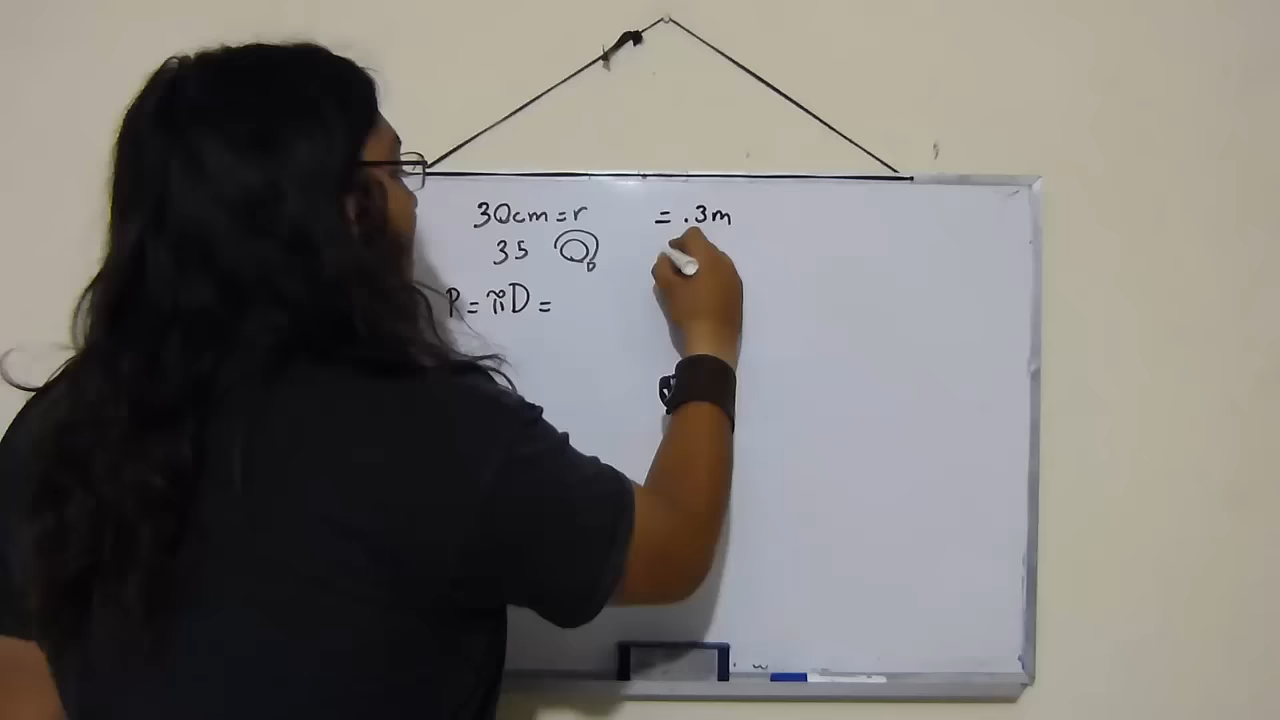 30cm=r = .3m
35
P=πD=